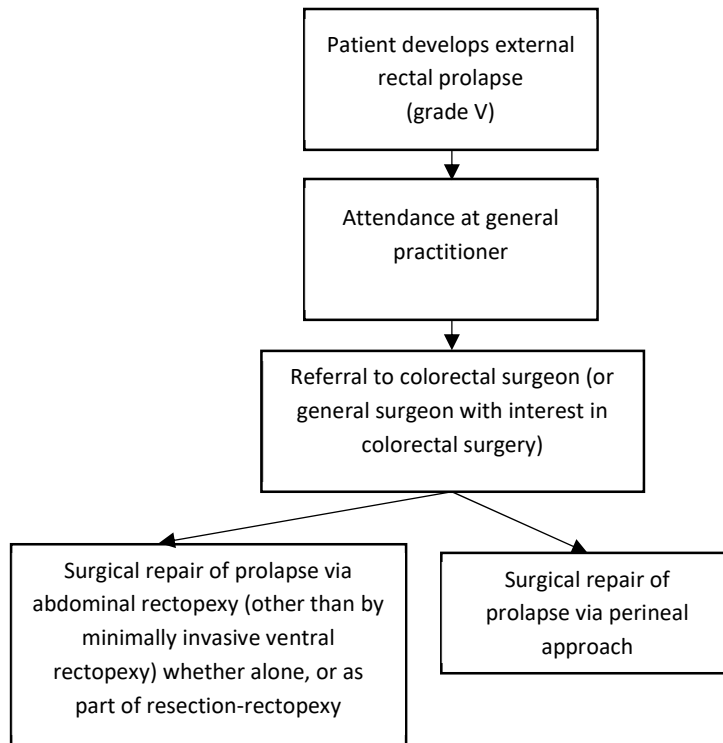 Patient develops external
rectal prolapse
(grade V)
Attendance at general
practitioner
Referral to colorectal surgeon (or
general surgeon with interest in
colorectal surgery)
Surgical repair of prolapse via
abdominal rectopexy (other than by
minimally invasive ventral
rectopexy) whether alone, or as
part of resection-rectopexy
Surgical repair of
prolapse via perineal
approach